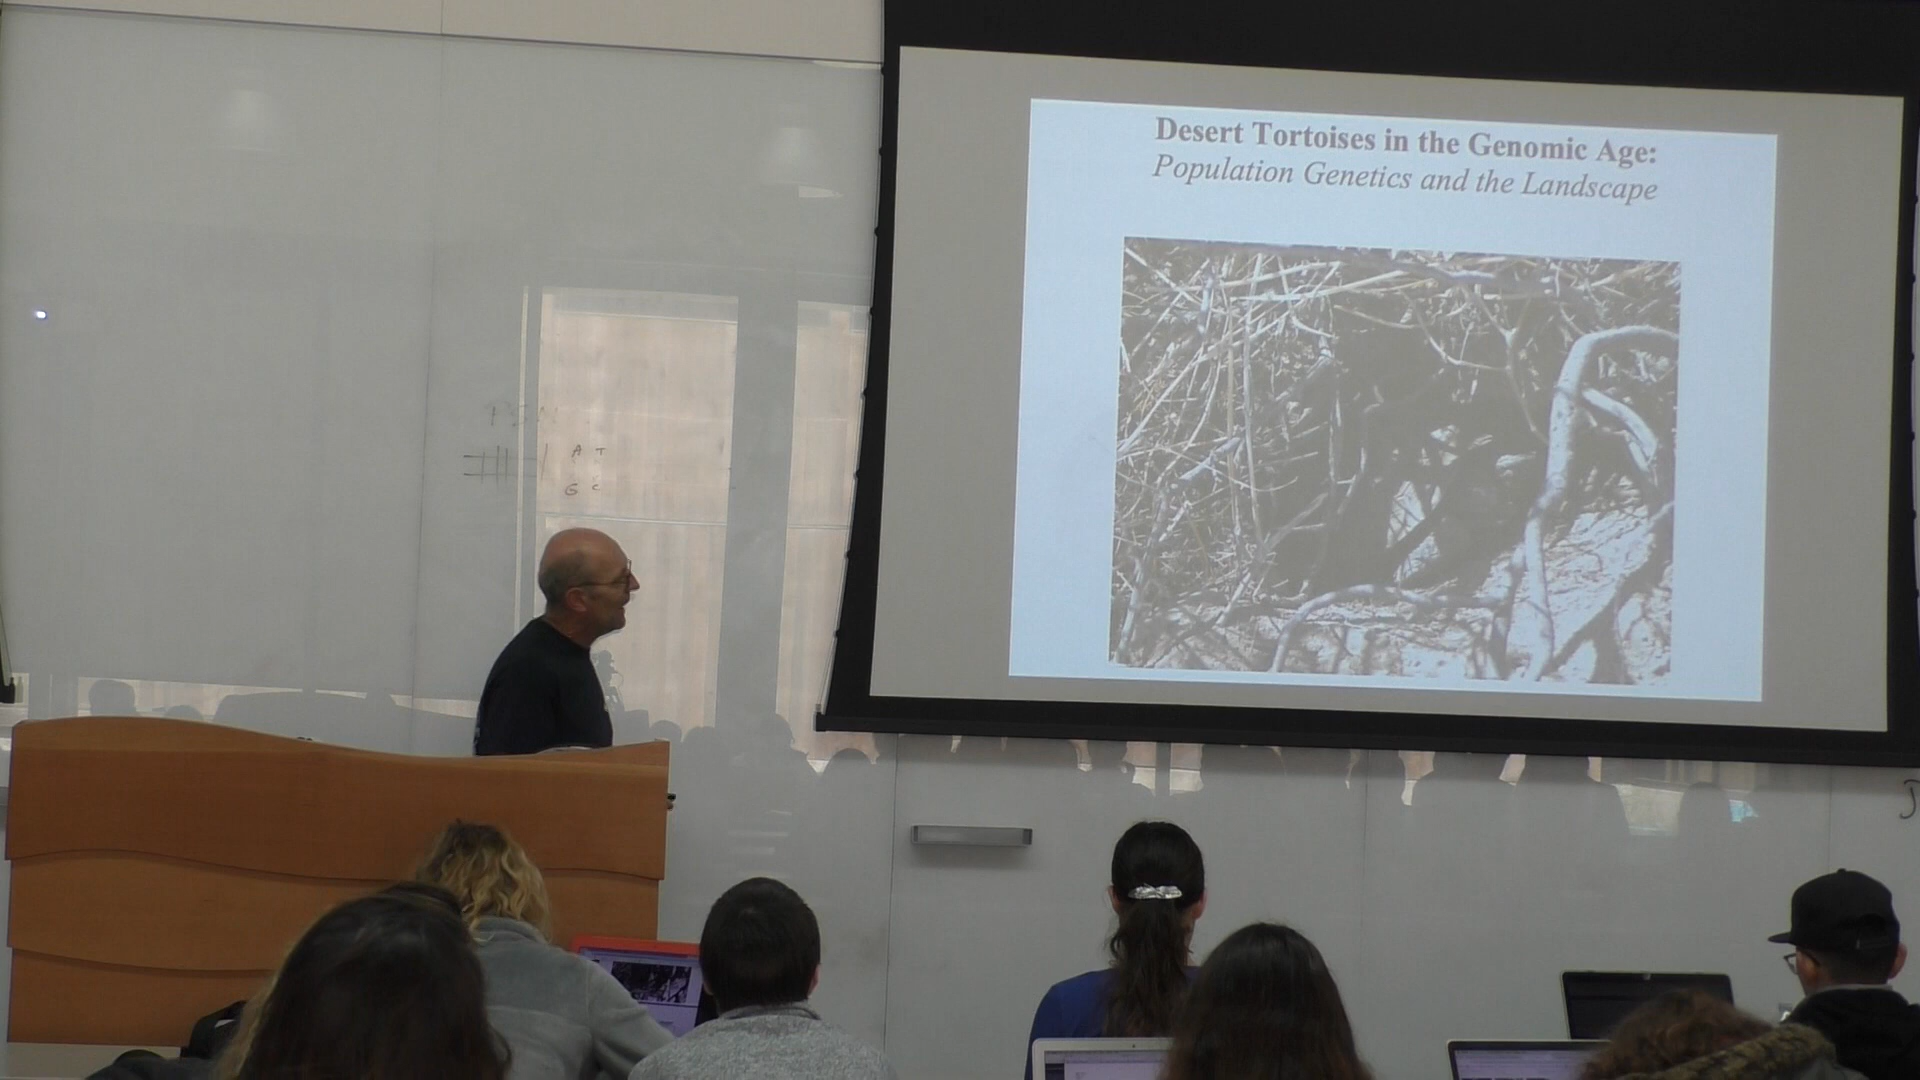 Desert Tortoises in the Genomic Age:
Population Genetics and the Landscape
A T
G C